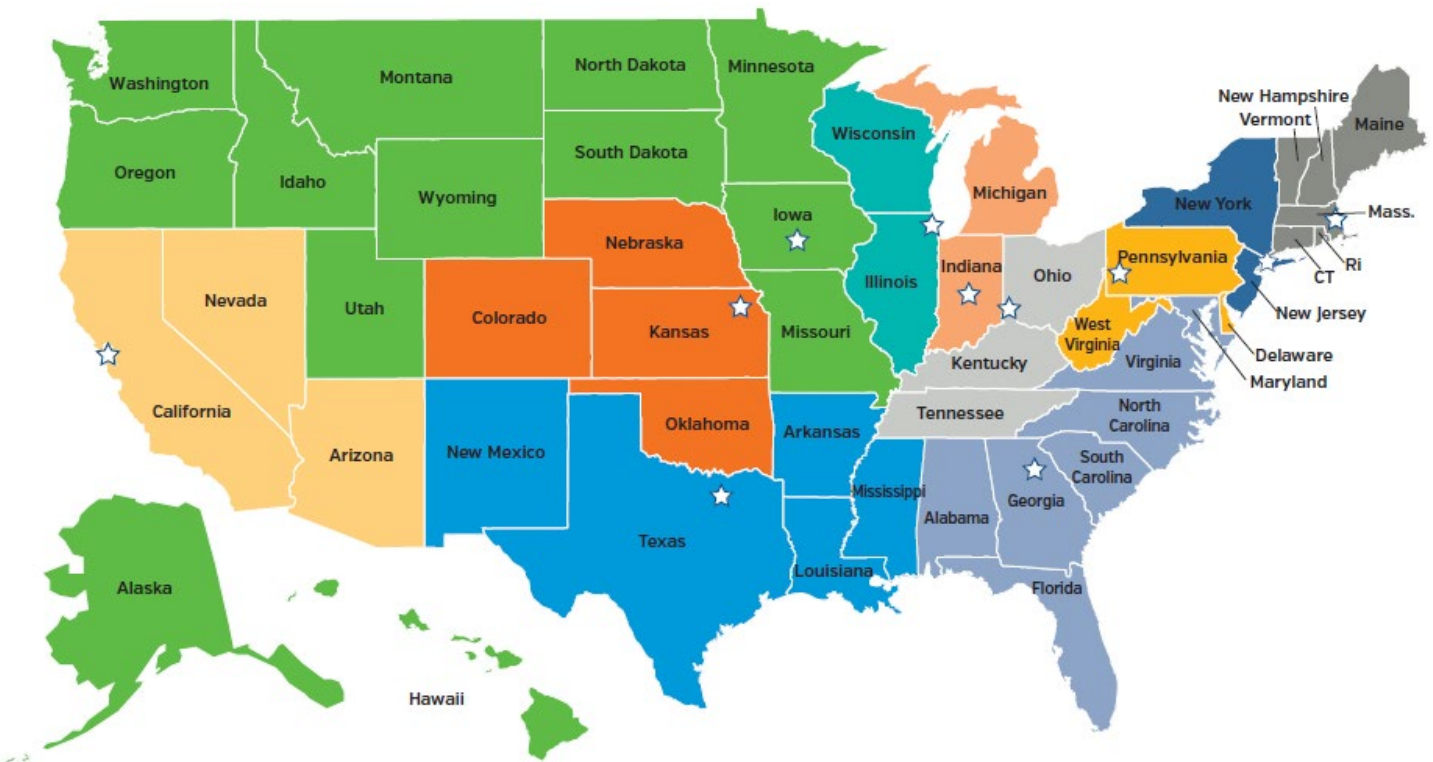 Washington
Montana
North Dakota
Minnesota
New Hampshire
Vermont
Maine
Oregon
Idaho
Wyoming
South Dakota
Wisconsin
Michigan
New York
Mass.
Iowa
Nebraska
Nevada
Utah
Colorado
Kansas
Missouri
Illinois
Indiana
Ohio
Pennsylvania
Ri
CT
New Jersey
West
Virginia
Kentucky
Virginia
Delaware
Maryland
California
Arizona
New Mexico
Oklahoma
Arkansas
Tennessee
North
Carolina
South
Carolina
Texas
Mississippi
Alabama
Georgia
Louisiana
Florida
Alaska
Hawaii